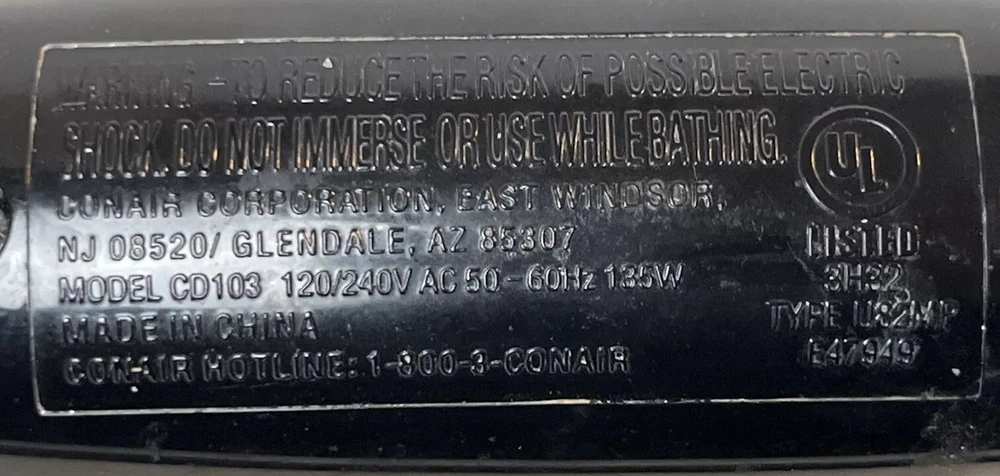 WARNING - TO REDUCE THE RISK OF POSSIBLE ELECTRIC
SHOCK. DO NOT IMMERSE OR USE WHILE BATHING.
CONAIR CORPORATION, EAST WINDSOR,
NJ 08520/ GLENDALE, AZ 85307
MODEL CD103 120/240V AC 50-60Hz 135W
MADE IN CHINA
CONAIR HOTLINE: 1-800-3-CONAIR
UL
LISTED
3H32
TYPE U82MP
E47949